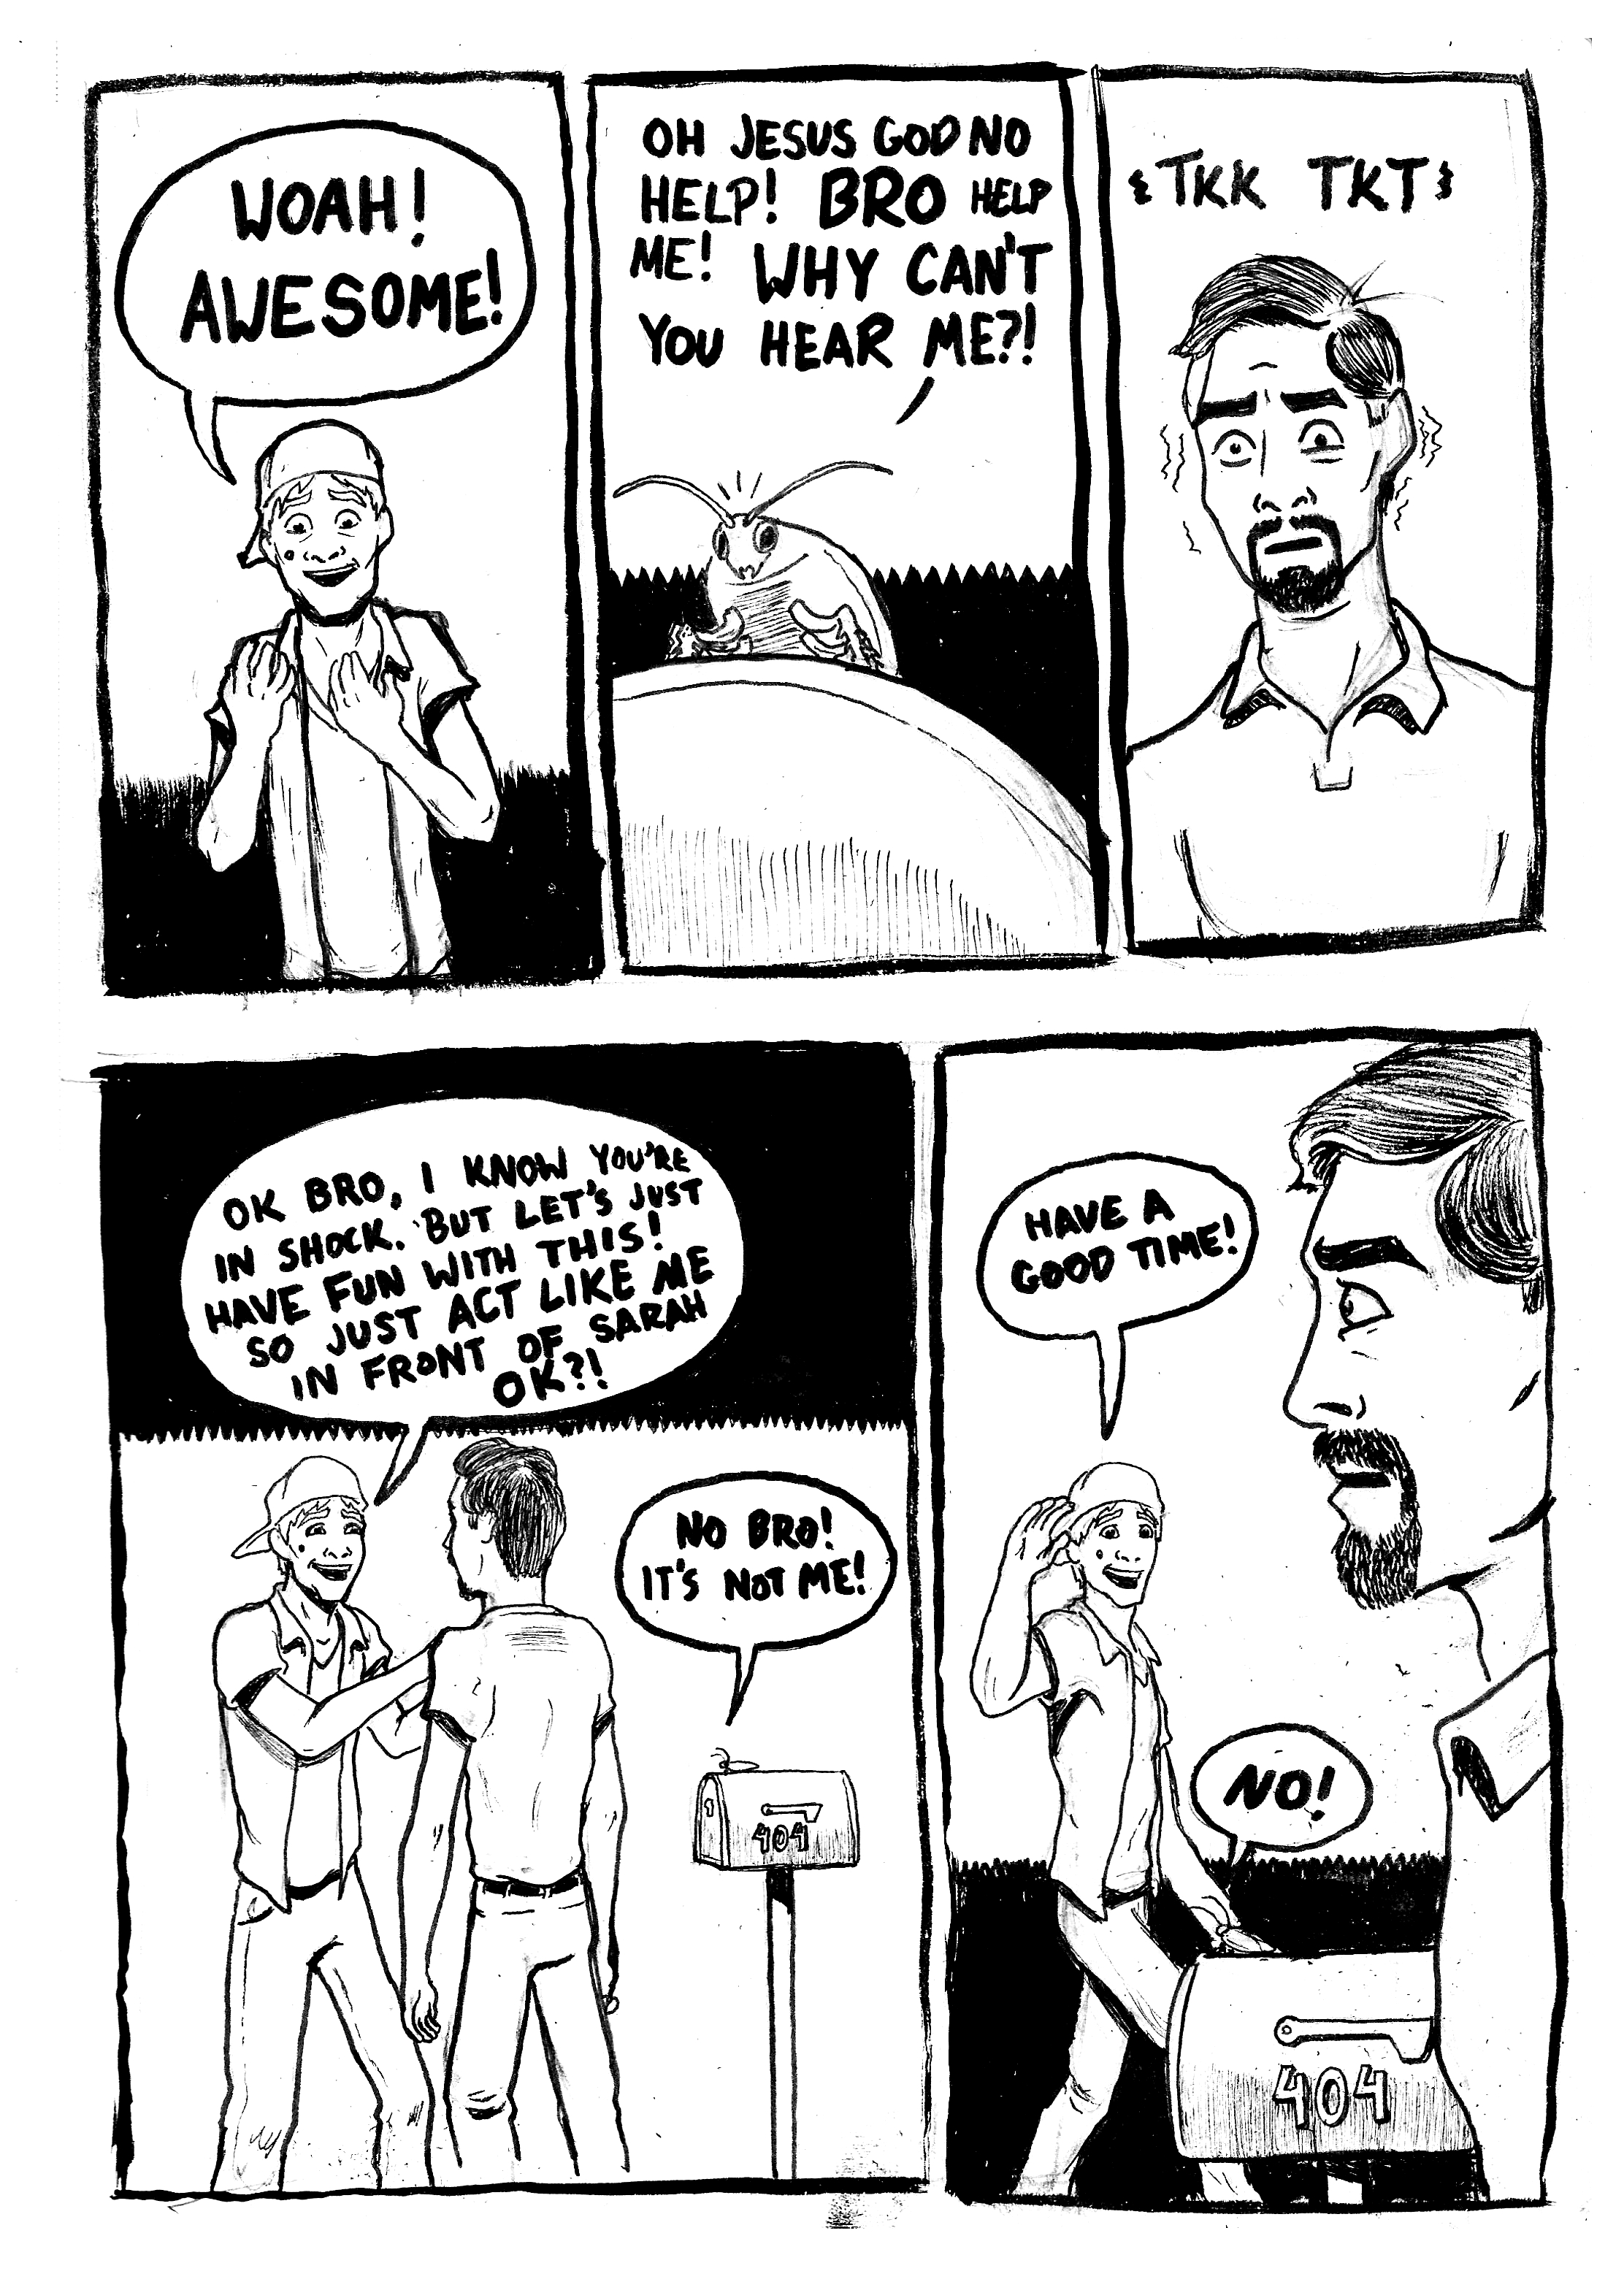 WOAH!
AWESOME!
OH JESUS GOD NO
HELP! BRO HELP
ME! WHY CAN'T
YOU HEAR ME?!
TKK TKT
OK BRO, I KNOW YOU'RE
IN SHOCK. BUT LET'S JUST
HAVE FUN WITH THIS!
SO JUST ACT LIKE ME
IN FRONT OF SARAH
OK?!
NO BRO!
IT'S NOT ME!
404
HAVE A
GOOD TIME!
NO!
404